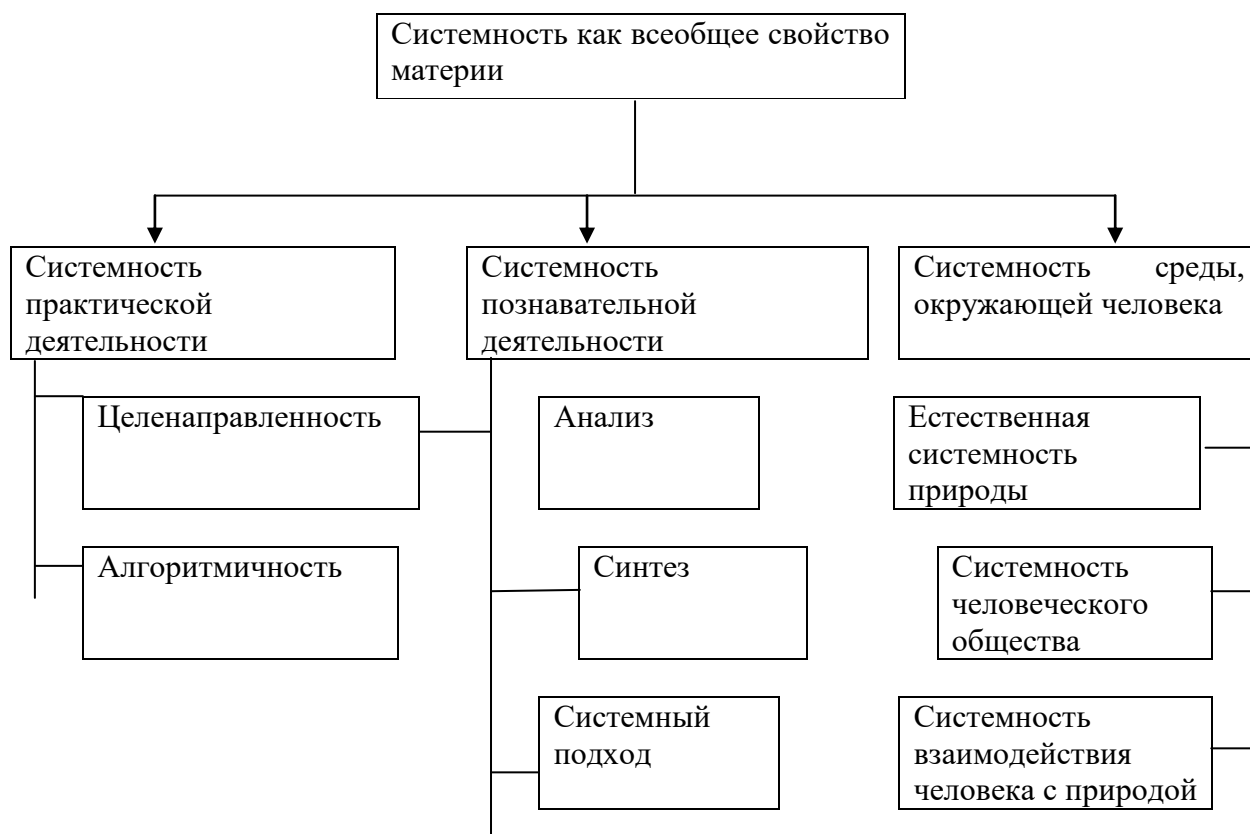 Системность как всеобщее свойство
материи
Системность
практической
деятельности
Системность
познавательной
деятельности
Системность среды,
окружающей человека
Целенаправленность
Анализ
Естественная
системность
природы
Алгоритмичность
Синтез
Системность
человеческого
общества
Системный
подход
Системность
взаимодействия
человека с природой